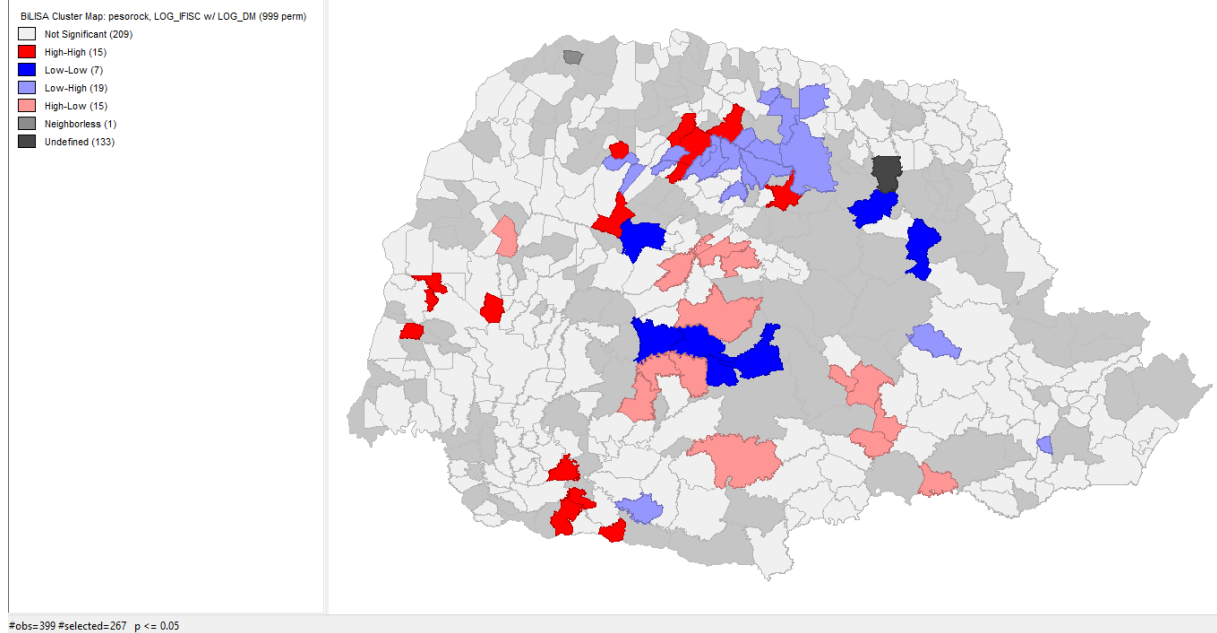 BiLISA Cluster Map: pesorock, LOG_IFISC w/ LOG_DM (999 perm)
Not Significant (209)
High-High (15)
Low-Low (7)
Low-High (19)
High-Low (15)
Neighborless (1)
Undefined (133)
#obs=399 #selected=267 p <= 0.05